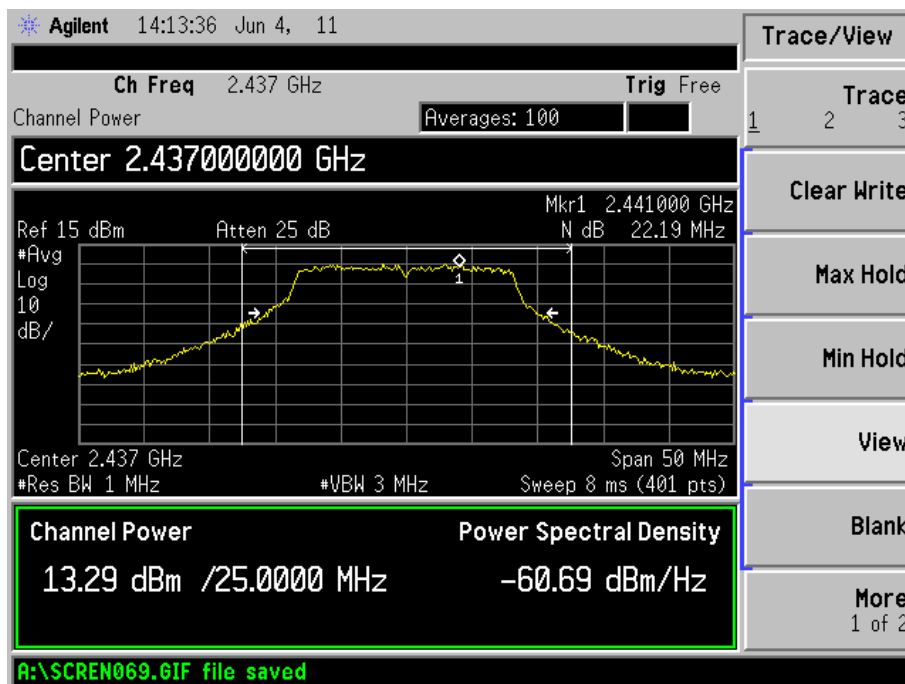 Agilent 14:13:36 Jun 4, 11
Trace/View
Ch Freq 2.437 GHz Trig Free
Channel Power Averages: 100
Center 2.437000000 GHz
Mkr1 2.441000 GHz
Ref 15 dBm Atten 25 dB N dB 22.19 MHz
#Avg
Log
10
dB/
1
Center 2.437 GHz Span 50 MHz
#Res BW 1 MHz #VBW 3 MHz Sweep 8 ms (401 pts)
Channel Power Power Spectral Density
13.29 dBm /25.0000 MHz -60.69 dBm/Hz
A:\SCREN069.GIF file saved
Trace
1 2 3
Clear Write
Max Hold
Min Hold
View
Blank
More
1 of 2